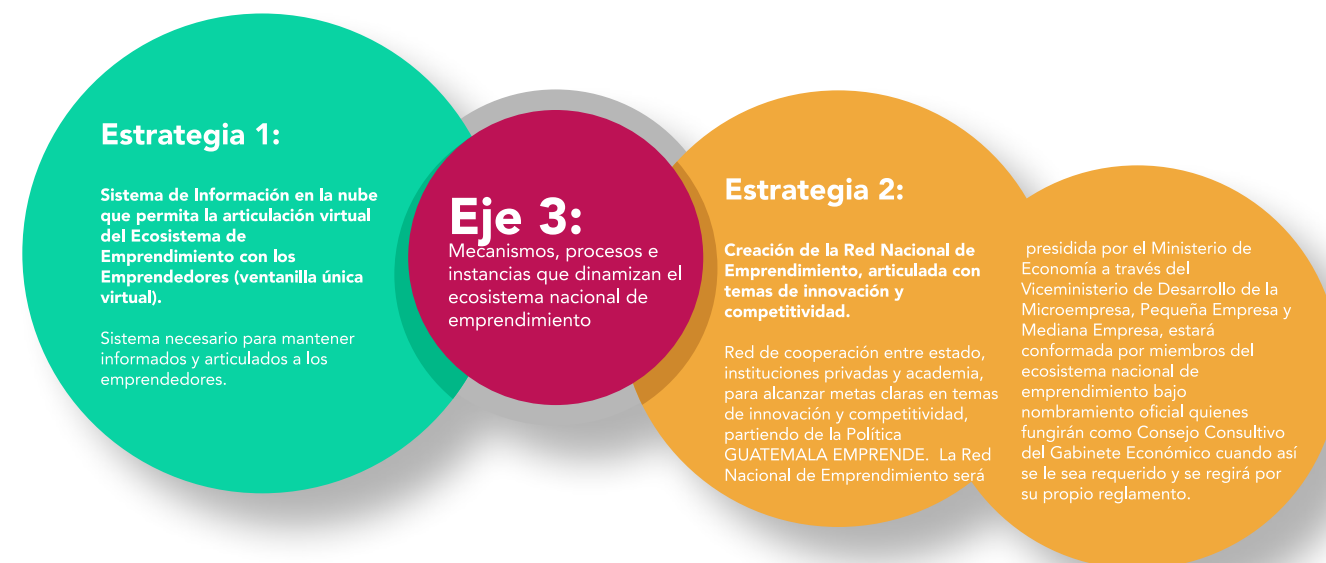 Estrategia 1:
Sistema de Información en la nube
que permita la articulación virtual
del Ecosistema de
Emprendimiento con los
Emprendedores (ventanilla única
virtual).
Sistema necesario para mantener
informados y articulados a los
emprendedores.
Eje 3:
Mecanismos, procesos e
instancias que dinamizan el
ecosistema nacional de
emprendimiento
Estrategia 2:
Creación de la Red Nacional de
Emprendimiento, articulada con
temas de innovación y
competitividad.
Red de cooperación entre estado,
instituciones privadas y academia,
para alcanzar metas claras en temas
de innovación y competitividad,
partiendo de la Política
GUATEMALA EMPRENDE. La Red
Nacional de Emprendimiento será
presidida por el Ministerio de
Economía a través del
Viceministerio de Desarrollo de la
Microempresa, Pequeña Empresa y
Mediana Empresa, estará
conformada por miembros del
ecosistema nacional de
emprendimiento bajo
nombramiento oficial quienes
fungirán como Consejo Consultivo
del Gabinete Económico cuando así
se le sea requerido y se regirá por
su propio reglamento.